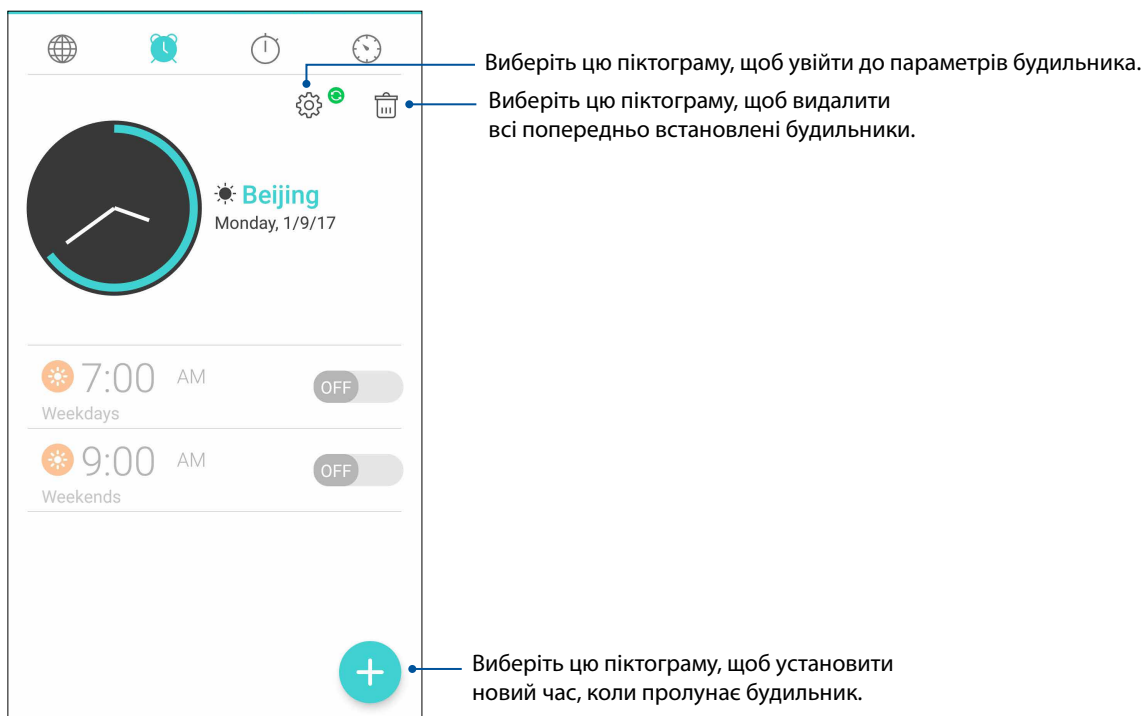 Виберіть цю піктограму, щоб увійти до параметрів будильника.
Виберіть цю піктограму, щоб видалити
всі попередньо встановлені будильники.
Beijing
Monday, 1/9/17
7:00 AM
OFF
Weekdays
9:00 AM
OFF
Weekends
Виберіть цю піктограму, щоб установити
новий час, коли пролунає будильник.